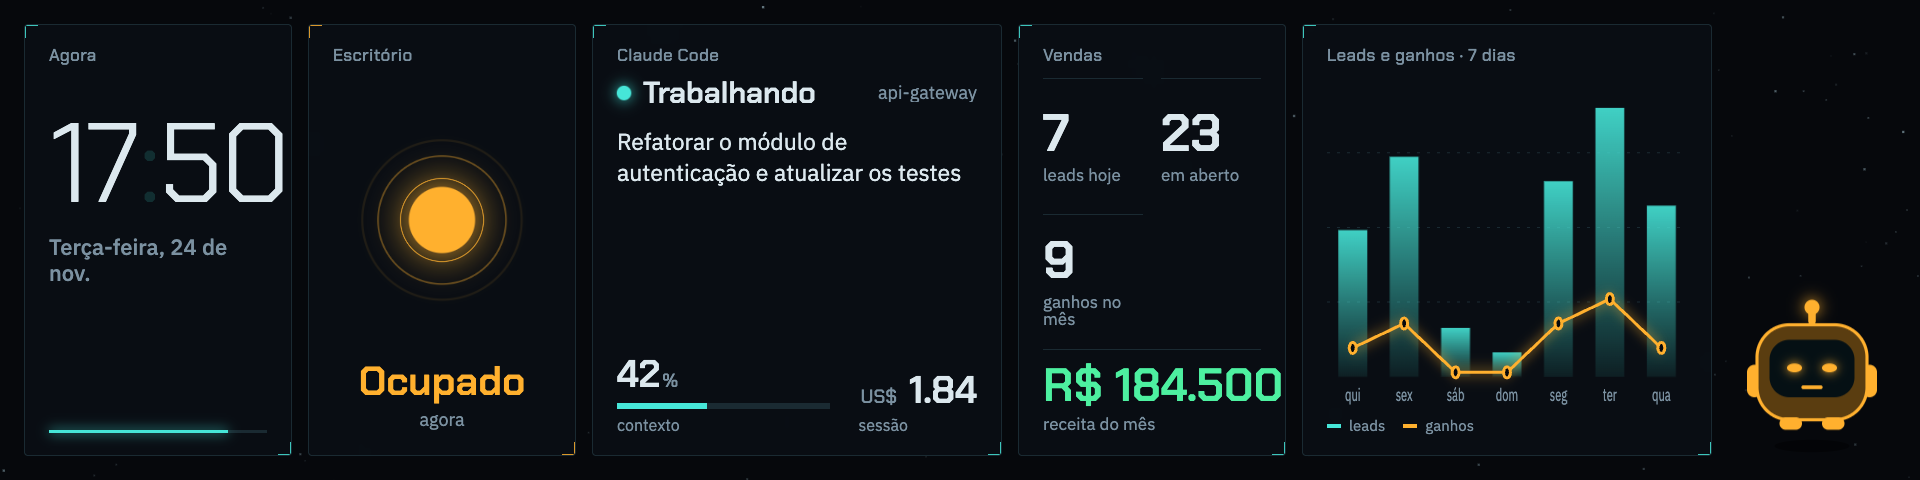 Agora
17:50
Terça-feira, 24 de
nov.
Escritório
Ocupado
agora
Claude Code
Trabalhando
api-gateway
Refatorar o módulo de
autenticação e atualizar os testes
42%
contexto
US$ 1.84
sessão
Vendas
7
leads hoje
23
em aberto
9
ganhos no
mês
R$ 184.500
receita do mês
Leads e ganhos · 7 dias
qui sex sáb dom seg ter qua
leads ganhos